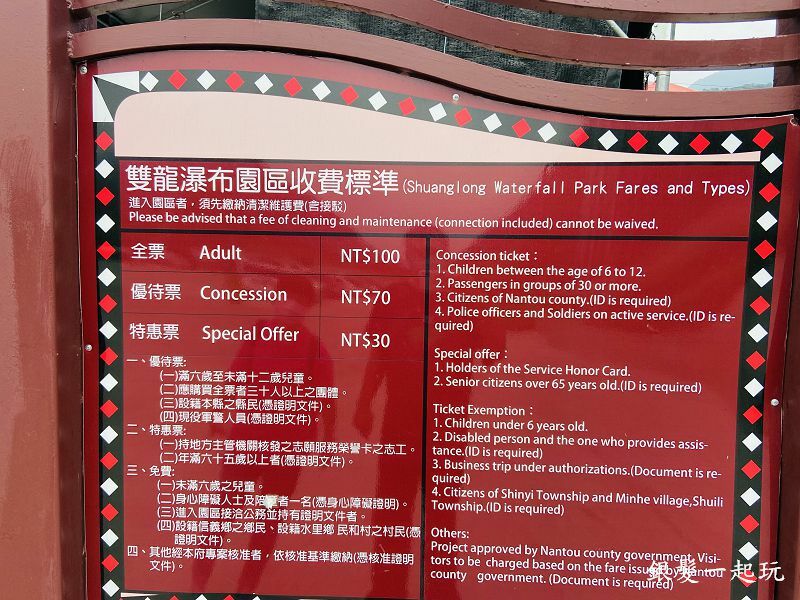 雙龍瀑布園區收費標準(Shuanglong Waterfall Park Fares and Types)
進入園區者，須先繳納清潔維護費(含接駁)
Please be advised that a fee of cleaning and maintenance (connection included) cannot be waived.
全票 Adult NT$100
優待票 Concession NT$70
特惠票 Special Offer NT$30
一、優待票:
(一)滿六歲至未滿十二歲兒童。
(二)應購買全票者三十人以上之團體。
(三)設籍本縣之縣民(憑證明文件)。
(四)現役軍警人員(憑證明文件)。
二、特惠票:
(一)持地方主管機關核發之志願服務榮譽卡之志工。
(二)年滿六十五歲以上者(憑證明文件)。
三、免費:
(一)未滿六歲之兒童。
(二)身心障礙人士及陪 者一名(憑身心障礙證明)。
(三)進入園區接洽公務並持有證明文件者。
(四)設籍信義鄉之鄉民、設籍水里鄉 民和村之村民(憑
證明文件)。
四、其他經本府專案核准者，依核准基準繳納(憑核准證明
文件)。
Concession ticket：
1. Children between the age of 6 to 12.
2. Passengers in groups of 30 or more.
3. Citizens of Nantou county.(ID is required)
4. Police officers and Soldiers on active service.(ID is re-
quired)
Special offer：
1. Holders of the Service Honor Card.
2. Senior citizens over 65 years old.(ID is required)
Ticket Exemption：
1. Children under 6 years old.
2. Disabled person and the one who provides assis-
tance.(ID is required)
3. Business trip under authorizations.(Document is re-
quired)
4. Citizens of Shinyi Township and Minhe village,Shuili
Township.(ID is required)
Others:
Project approved by Nantou county government, Visi-
tors to be charged based on the fare issued by Nantou
county government. (Document is required)
銀髮一起玩